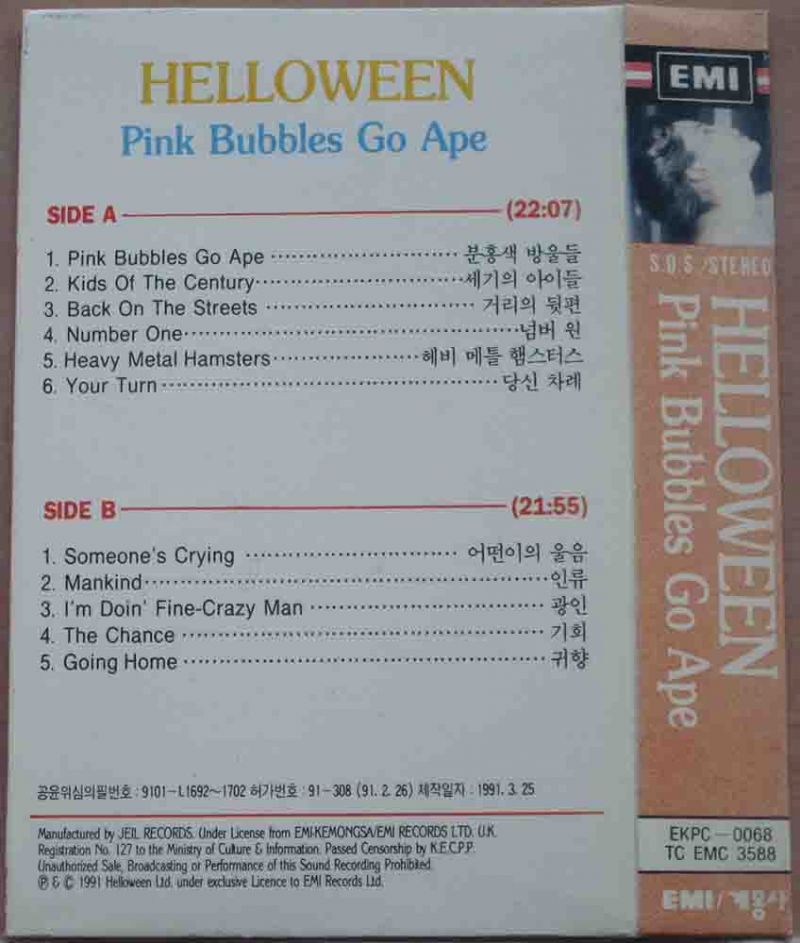 HELLOWEEN
Pink Bubbles Go Ape
SIDE A (22:07)
1. Pink Bubbles Go Ape ························ 분홍색 방울들
2. Kids Of The Century························세기의 아이들
3. Back On The Streets ························ 거리의 뒷편
4. Number One························넘버 원
5. Heavy Metal Hamsters························헤비 메틀 햄스터스
6. Your Turn ························ 당신 차례
SIDE B (21:55)
1. Someone's Crying ························ 어떤이의 울음
2. Mankind························인류
3. I'm Doin' Fine-Crazy Man ························ 광인
4. The Chance ························ 기회
5. Going Home ························ 귀향
공윤위심의필번호 : 9101-L1692~1702 허가번호 : 91-308 (91. 2. 26) 제작일자 : 1991. 3. 25
Manufactured by JEIL RECORDS. Under License from EMI-KEMONGSA/EMI RECORDS LTD. U.K.
Registration No. 127 to the Ministry of Culture & Information. Passed Censorship by K.E.C.P.P.
Unauthorized Sale, Broadcasting or Performance of this Sound Recording Prohibited.
℗ & © 1991 Helloween Ltd. under exclusive Licence to EMI Records Ltd.
EMI
S.O.S /STEREO
HELLOWEEN
Pink Bubbles Go Ape
EKPC-0068
TC EMC 3588
EMI/계몽사